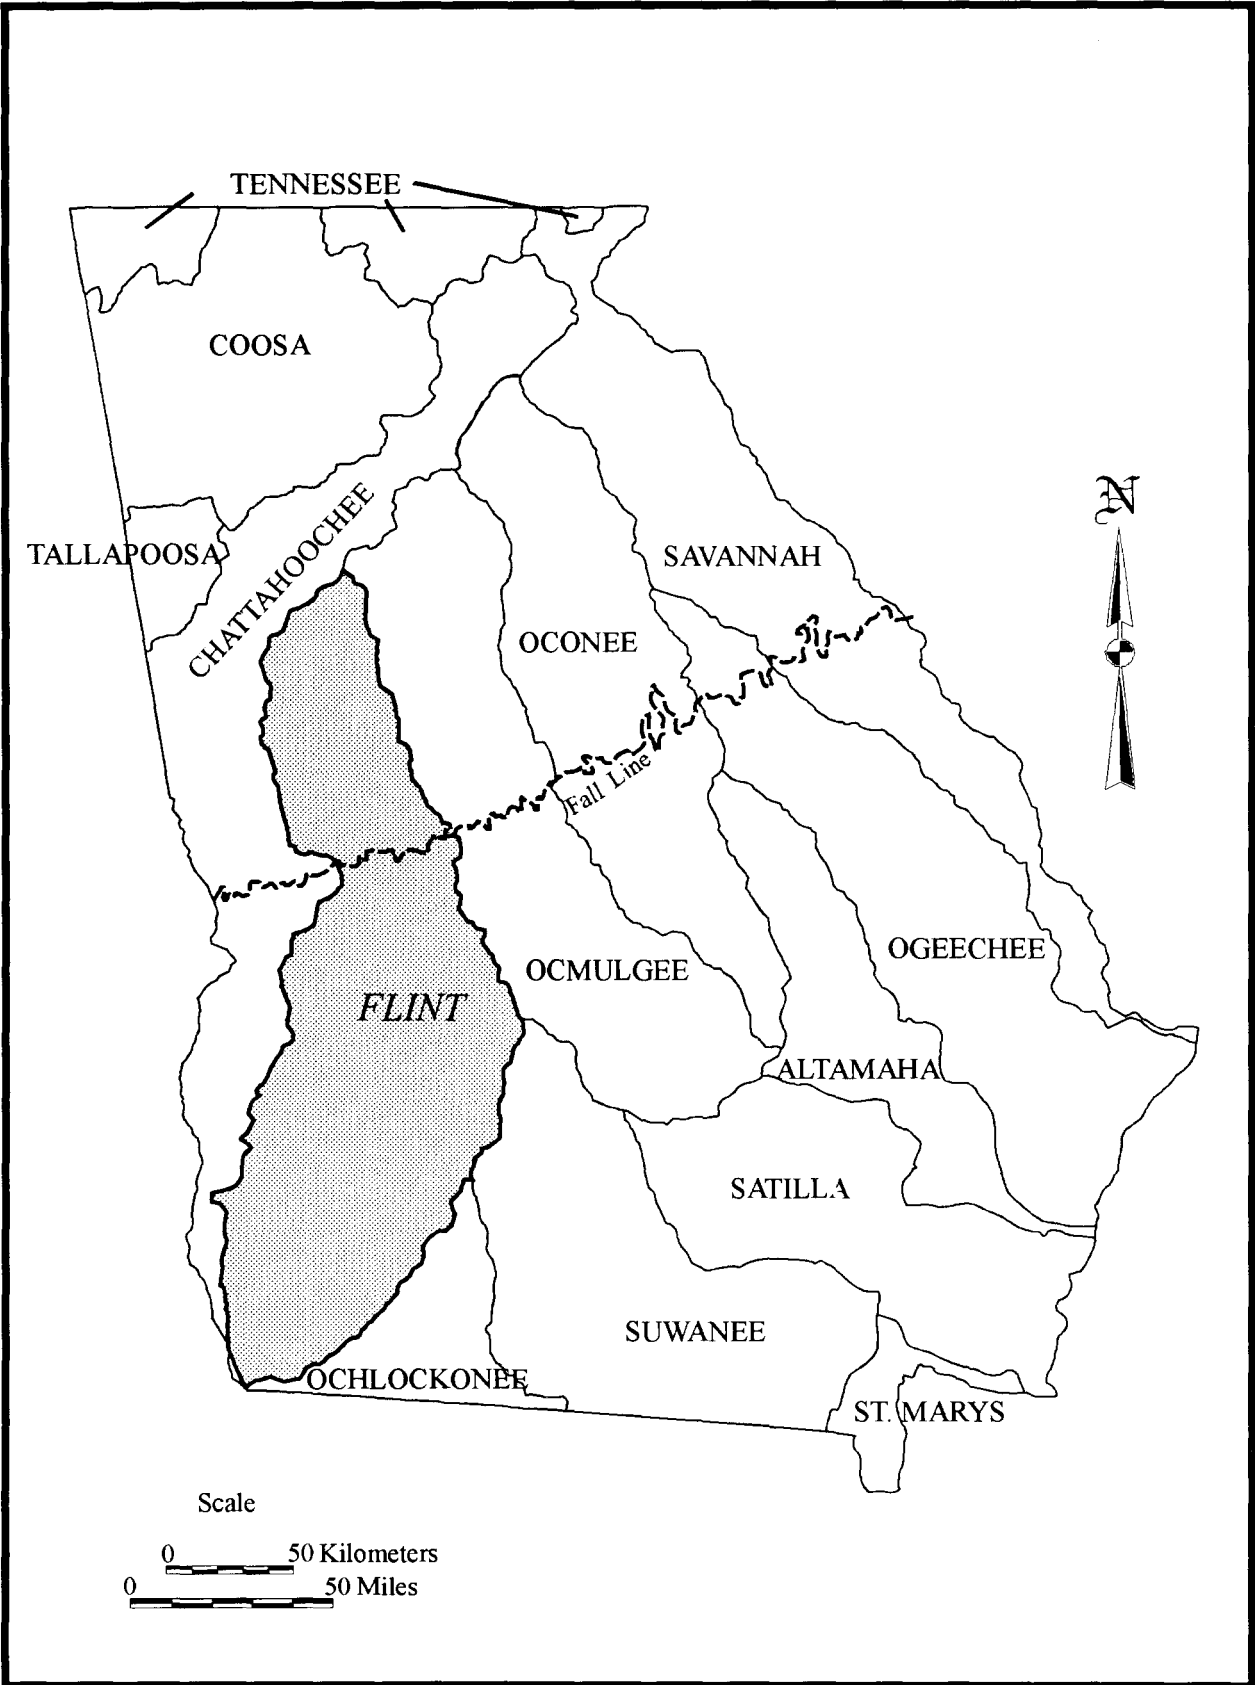 TENNESSEE
COOSA
N
TALLAPOOSA
CHATTAHOOCHEE
SAVANNAH
OCONEE
Fall Line
OGEECHEE
OCMULGEE
FLINT
ALTAMAHA
SATILLA
SUWANEE
OCHLOCKONEE
ST. MARYS
Scale
0 50 Kilometers
0 50 Miles